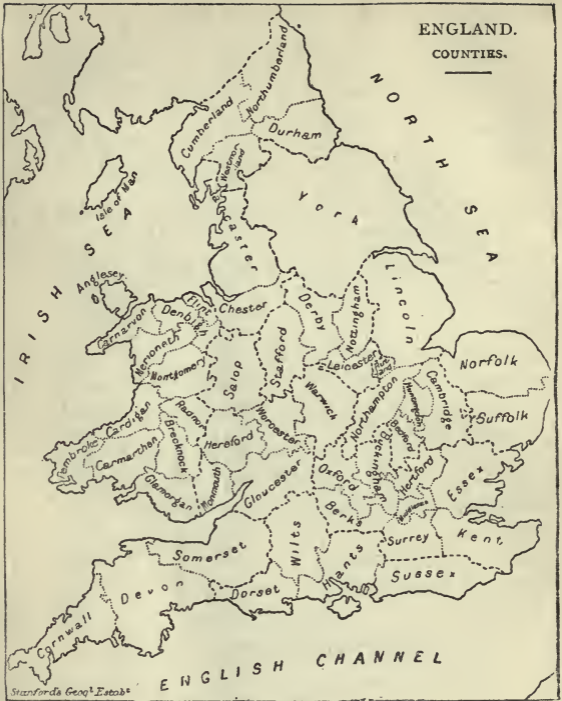 ENGLAND.
COUNTIES.
NORTH SEA
Northumberland
Cumberland
Durham
Westmorland
Isle of Man
IRISH SEA
York
Caster
Lincoln
Anglesey
Flint
Chester
Denbigh
Carnarvon
Derby
Nottingham
Merioneth
Montgomery
Salop
Stafford
Leicester
Rutland
Norfolk
Cardigan
Radnor
Worcester
Warwick
Northampton
Huntingdon
Cambridge
Suffolk
Pembroke
Carmarthen
Brecknock
Hereford
Bedford
Buckingham
Hertford
Essex
Glamorgan
Monmouth
Gloucester
Oxford
Middlesex
Berks
Somerset
Wilts
Hants
Surrey
Kent.
Sussex
Devon
Dorset
Cornwall
ENGLISH CHANNEL
Stanford's Geogl. Estabt.